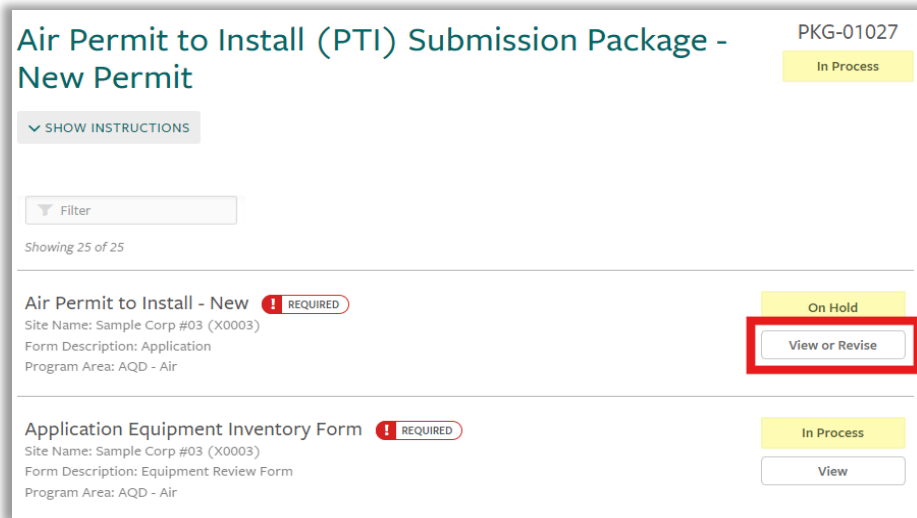 Air Permit to Install (PTI) Submission Package -
New Permit
PKG-01027
In Process
SHOW INSTRUCTIONS
Filter
Showing 25 of 25
Air Permit to Install - New ! REQUIRED
Site Name: Sample Corp #03 (X0003)
Form Description: Application
Program Area: AQD - Air
On Hold
View or Revise
Application Equipment Inventory Form ! REQUIRED
Site Name: Sample Corp #03 (X0003)
Form Description: Equipment Review Form
Program Area: AQD - Air
In Process
View